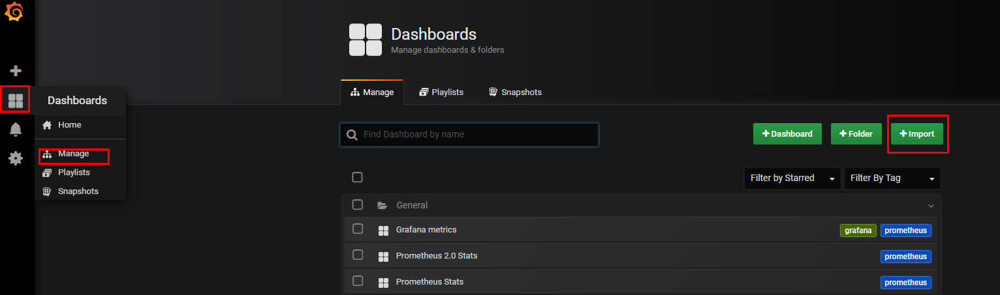 Dashboards
Manage dashboards & folders
Manage
Playlists
Snapshots
Dashboards
Home
Manage
Playlists
Snapshots
Find Dashboard by name
+ Dashboard
+ Folder
+ Import
Filter by Starred
Filter By Tag
General
Grafana metrics grafana prometheus
Prometheus 2.0 Stats prometheus
Prometheus Stats prometheus